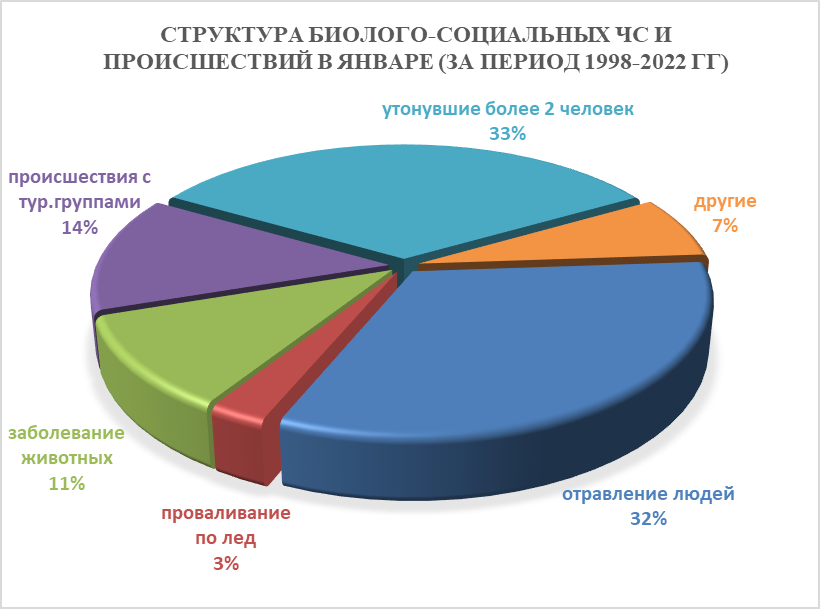 СТРУКТУРА БИОЛОГО-СОЦИАЛЬНЫХ ЧС И
ПРОИСШЕСТВИЙ В ЯНВАРЕ (ЗА ПЕРИОД 1998-2022 ГГ)
утонувшие более 2 человек
33%
происшествия с
тур.группами
14%
другие
7%
заболевание
животных
11%
проваливание
по лед
3%
отравление людей
32%